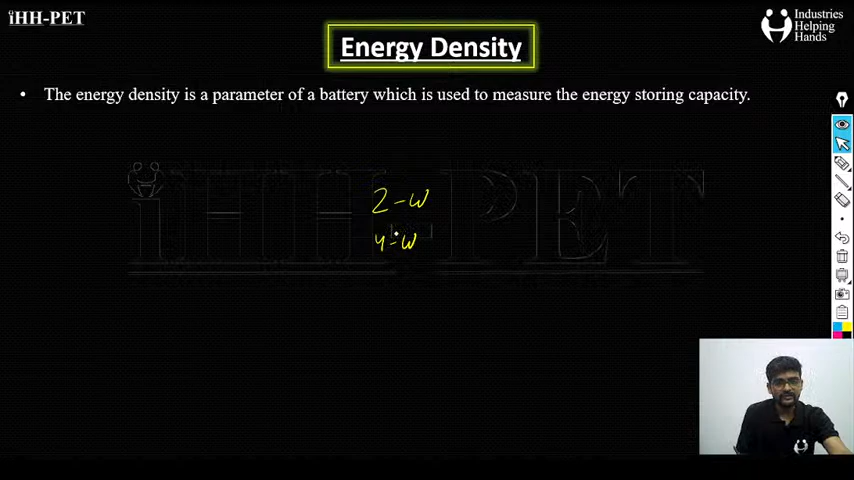 iHH-PET
Industries
Helping
Hands
Energy Density
• The energy density is a parameter of a battery which is used to measure the energy storing capacity.
iHH-PET
2-W
4-W